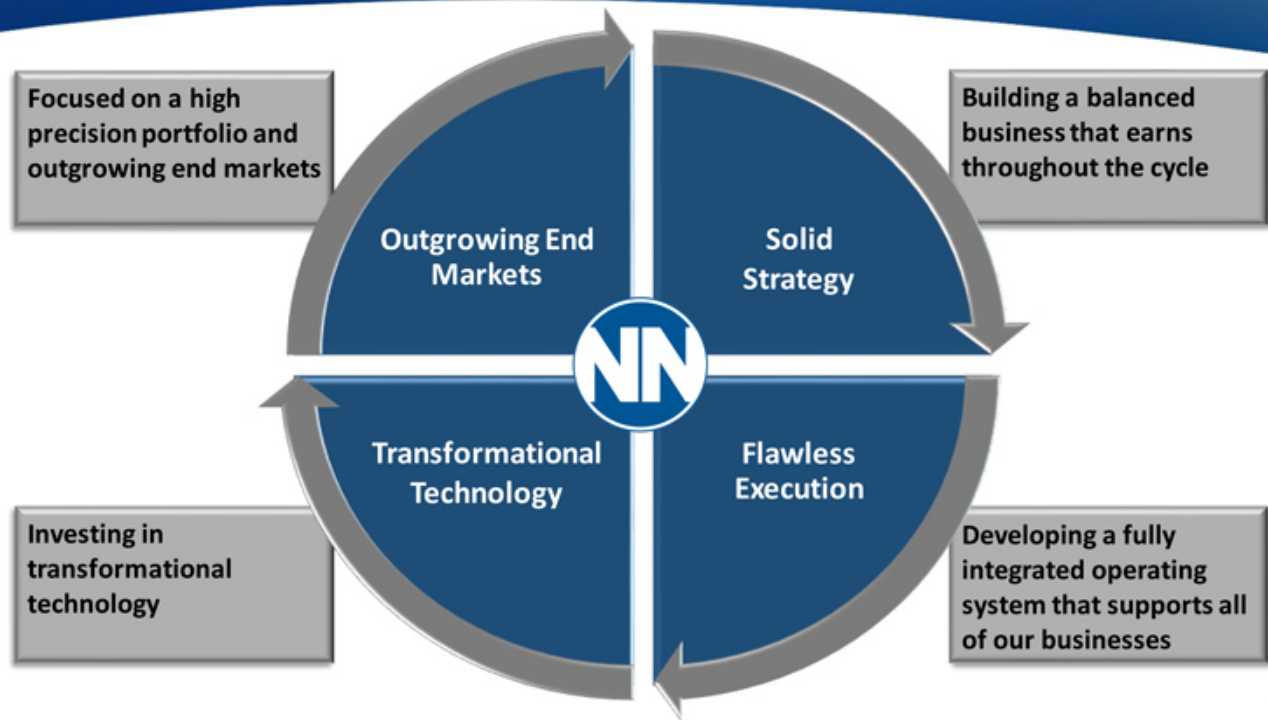 Focused on a high
precision portfolio and
outgrowing end markets
Building a balanced
business that earns
throughout the cycle
Outgrowing End
Markets
Solid
Strategy
NN
Transformational
Technology
Flawless
Execution
Investing in
transformational
technology
Developing a fully
integrated operating
system that supports all
of our businesses